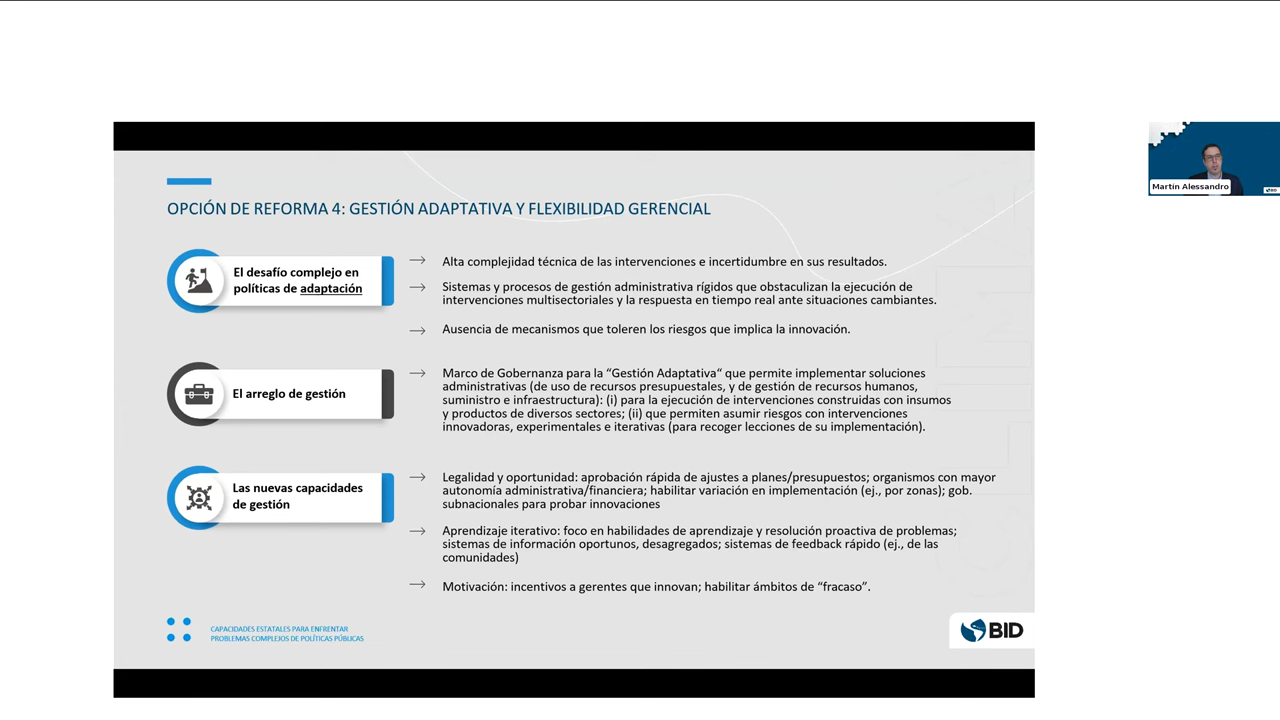 OPCIÓN DE REFORMA 4: GESTIÓN ADAPTATIVA Y FLEXIBILIDAD GERENCIAL
El desafío complejo en
políticas de adaptación
Alta complejidad técnica de las intervenciones e incertidumbre en sus resultados.
Sistemas y procesos de gestión administrativa rígidos que obstaculizan la ejecución de
intervenciones multisectoriales y la respuesta en tiempo real ante situaciones cambiantes.
Ausencia de mecanismos que toleren los riesgos que implica la innovación.
El arreglo de gestión
Marco de Gobernanza para la “Gestión Adaptativa“ que permite implementar soluciones
administrativas (de uso de recursos presupuestales, y de gestión de recursos humanos,
suministro e infraestructura): (i) para la ejecución de intervenciones construidas con insumos
y productos de diversos sectores; (ii) que permiten asumir riesgos con intervenciones
innovadoras, experimentales e iterativas (para recoger lecciones de su implementación).
Las nuevas capacidades
de gestión
Legalidad y oportunidad: aprobación rápida de ajustes a planes/presupuestos; organismos con mayor
autonomía administrativa/financiera; habilitar variación en implementación (ej., por zonas); gob.
subnacionales para probar innovaciones
Aprendizaje iterativo: foco en habilidades de aprendizaje y resolución proactiva de problemas;
sistemas de información oportunos, desagregados; sistemas de feedback rápido (ej., de las
comunidades)
Motivación: incentivos a gerentes que innovan; habilitar ámbitos de “fracaso”.
CAPACIDADES ESTATALES PARA ENFRENTAR
PROBLEMAS COMPLEJOS DE POLÍTICAS PÚBLICAS
BID
Martín Alessandro
BID